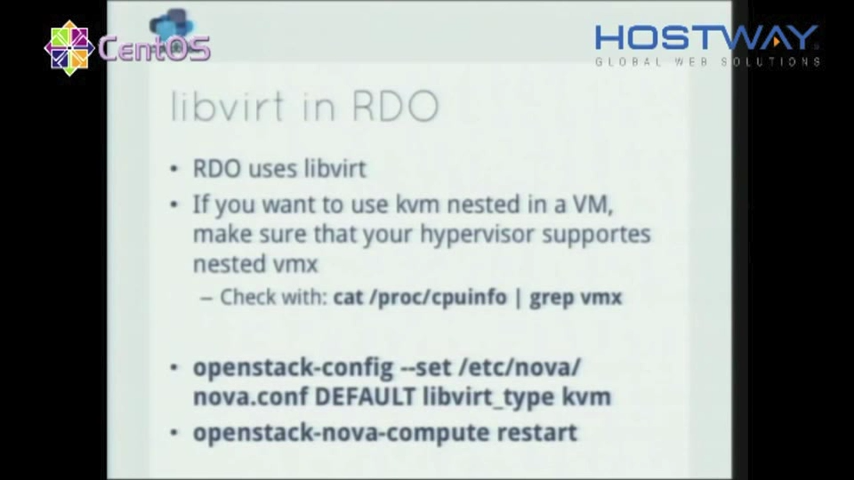 CentOS
HOSTWAY
GLOBAL WEB SOLUTIONS
libvirt in RDO
• RDO uses libvirt
• If you want to use kvm nested in a VM,
make sure that your hypervisor supportes
nested vmx
– Check with: cat /proc/cpuinfo | grep vmx
• openstack-config --set /etc/nova/
nova.conf DEFAULT libvirt_type kvm
• openstack-nova-compute restart